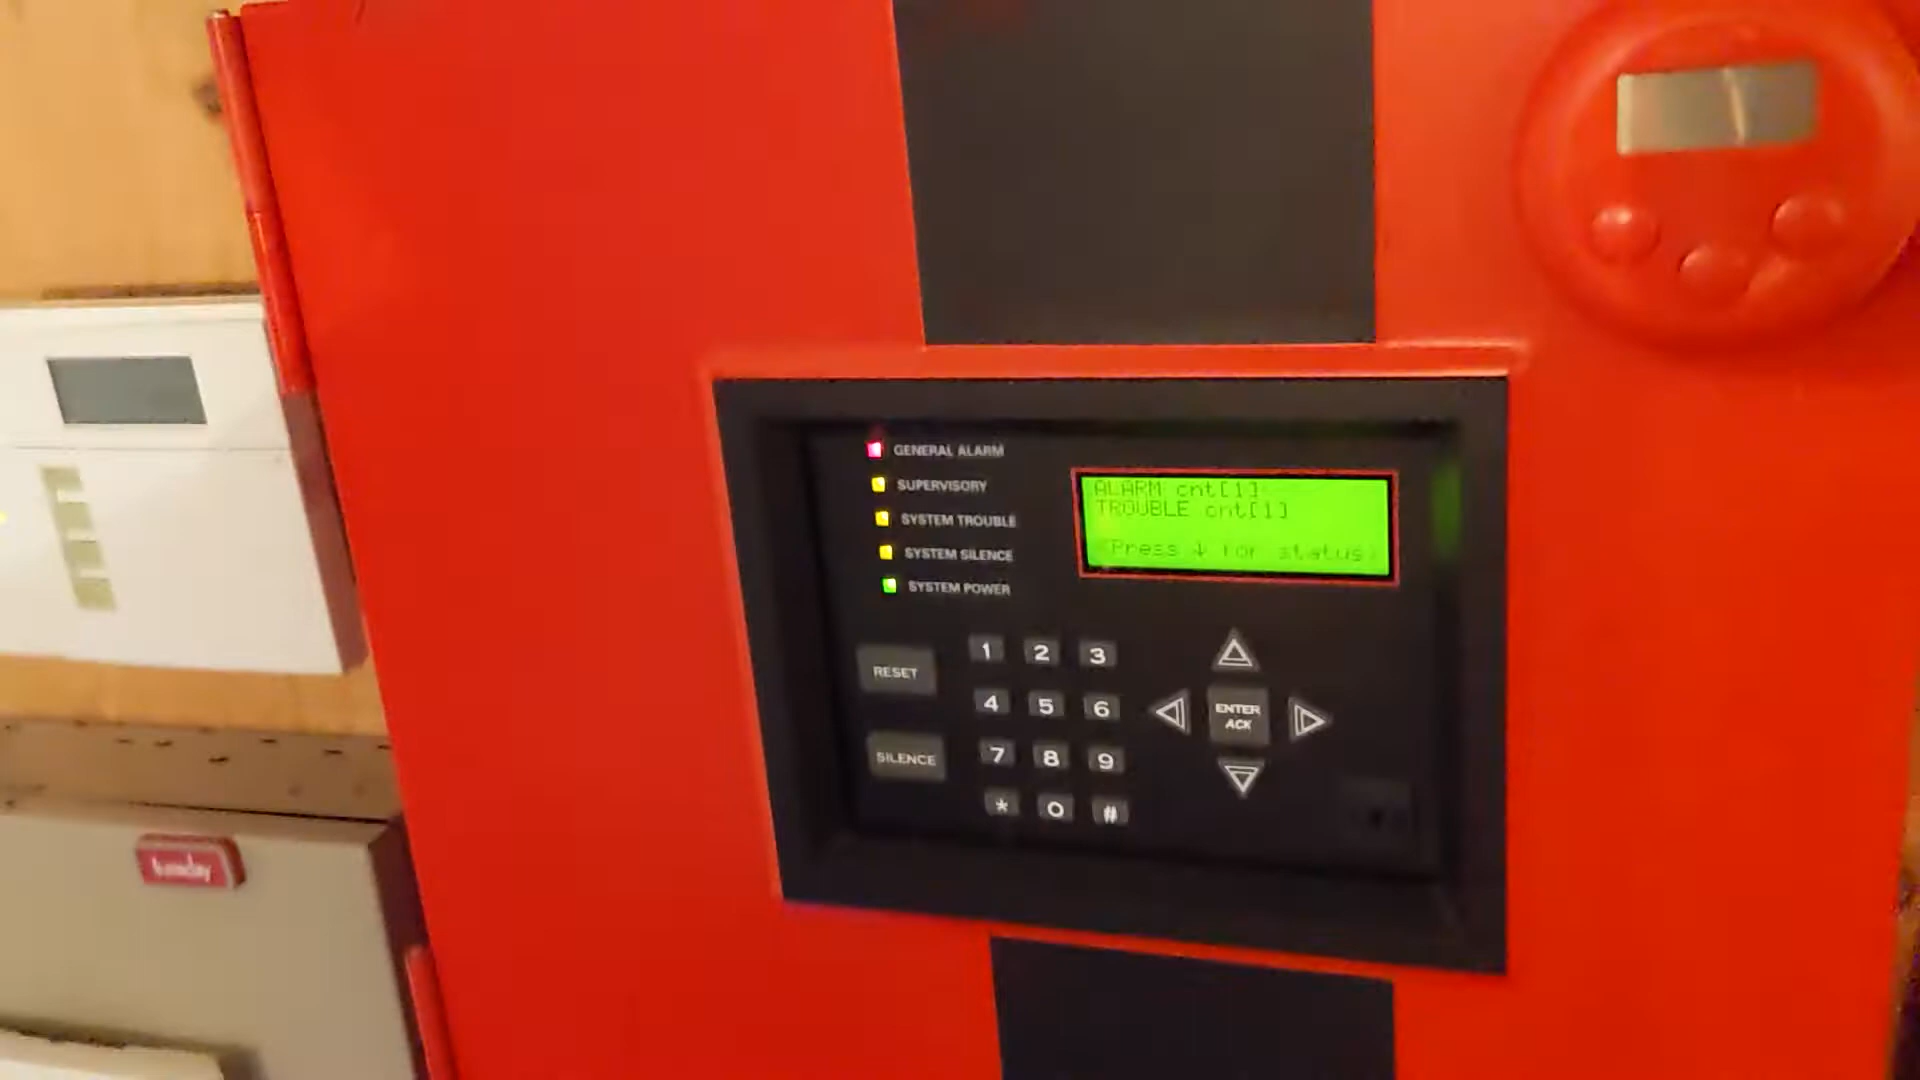 GENERAL ALARM
SUPERVISORY
SYSTEM TROUBLE
SYSTEM SILENCE
SYSTEM POWER
ALARM cnt[1]
TROUBLE cnt[1]
<Press ↓ for status>
RESET
SILENCE
1 2 3
4 5 6
7 8 9
* 0 #
ENTER
ACK